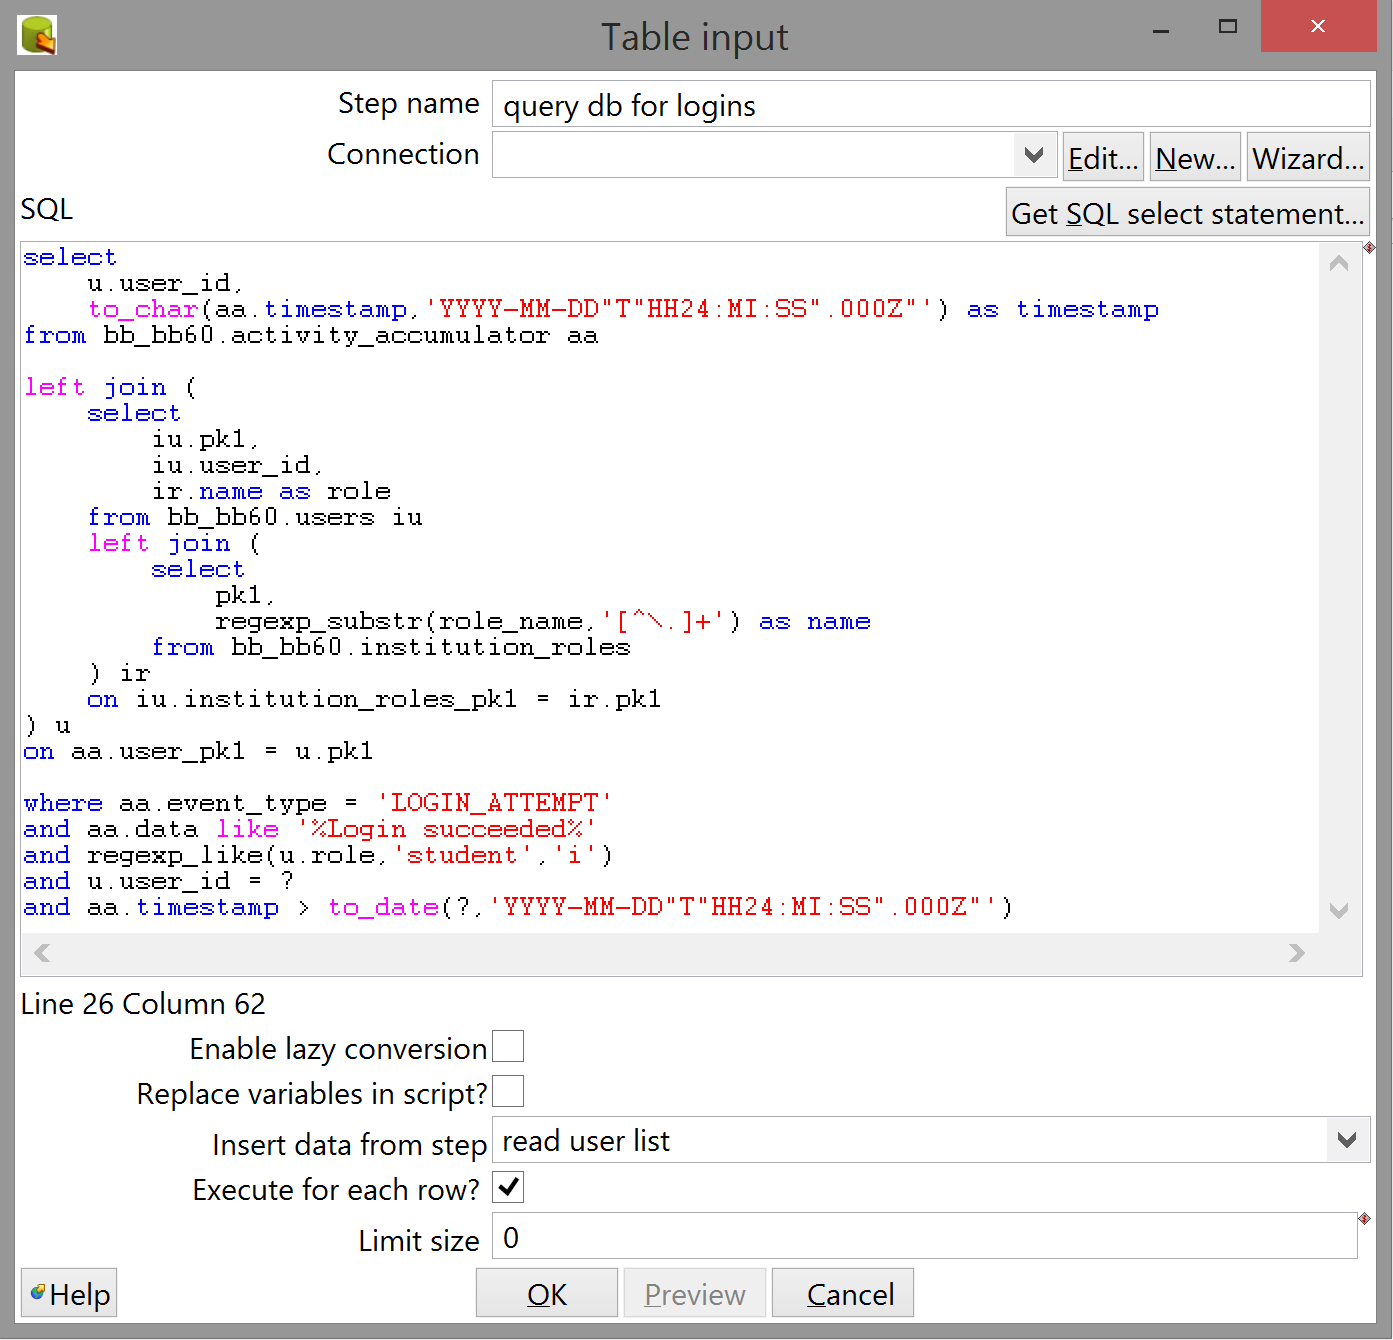 Table input
Step name query db for logins
Connection Edit... New... Wizard...
SQL Get SQL select statement...
select
    u.user_id,
    to_char(aa.timestamp,'YYYY-MM-DD"T"HH24:MI:SS".000Z"') as timestamp
from bb_bb60.activity_accumulator aa
left join (
    select
        iu.pk1,
        iu.user_id,
        ir.name as role
    from bb_bb60.users iu
    left join (
        select
            pk1,
            regexp_substr(role_name,'[^\.]+') as name
        from bb_bb60.institution_roles
    ) ir
    on iu.institution_roles_pk1 = ir.pk1
) u
on aa.user_pk1 = u.pk1
where aa.event_type = 'LOGIN_ATTEMPT'
and aa.data like '%Login succeeded%'
and regexp_like(u.role,'student','i')
and u.user_id = ?
and aa.timestamp > to_date(?,'YYYY-MM-DD"T"HH24:MI:SS".000Z"')
Line 26 Column 62
Enable lazy conversion
Replace variables in script?
Insert data from step read user list
Execute for each row?
Limit size 0
Help OK Preview Cancel